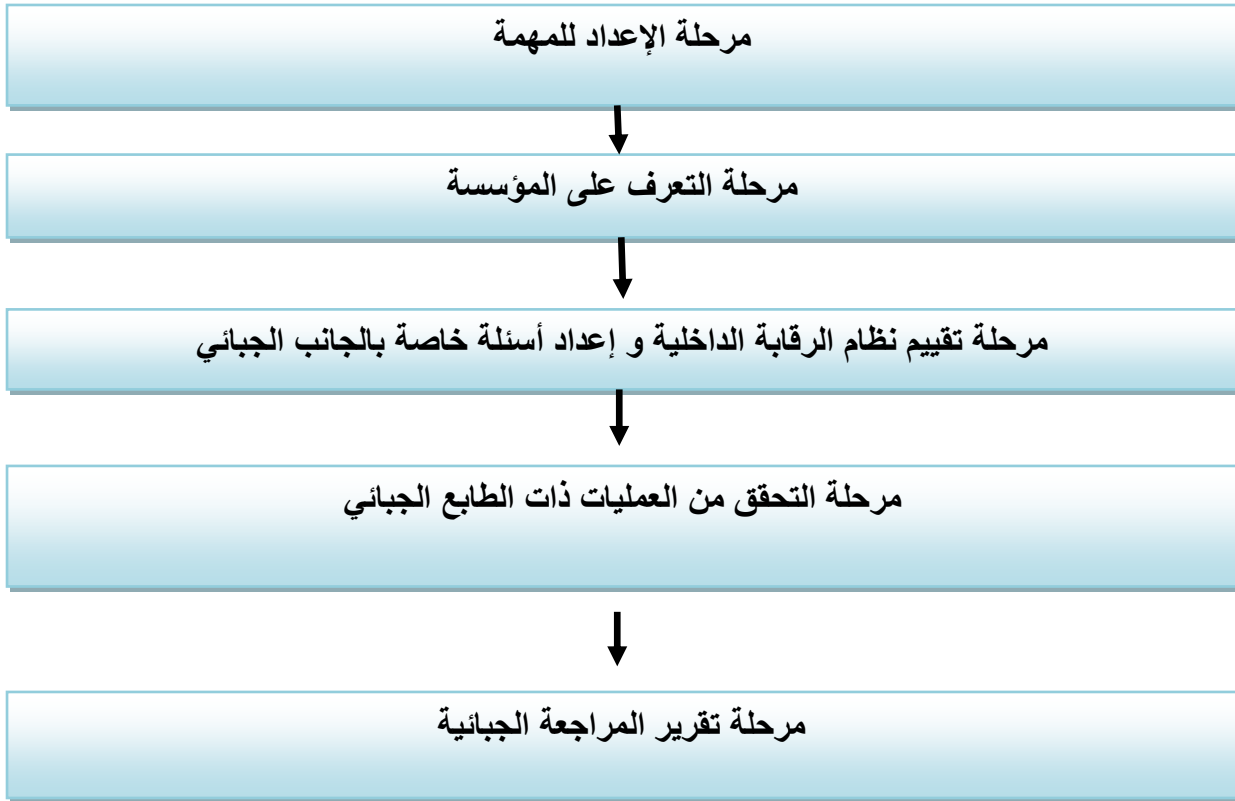 مرحلة الإعداد للمهمة
مرحلة التعرف على المؤسسة
مرحلة تقييم نظام الرقابة الداخلية و إعداد أسئلة خاصة بالجانب الجبائي
مرحلة التحقق من العمليات ذات الطابع الجبائي
مرحلة تقرير المراجعة الجبائية